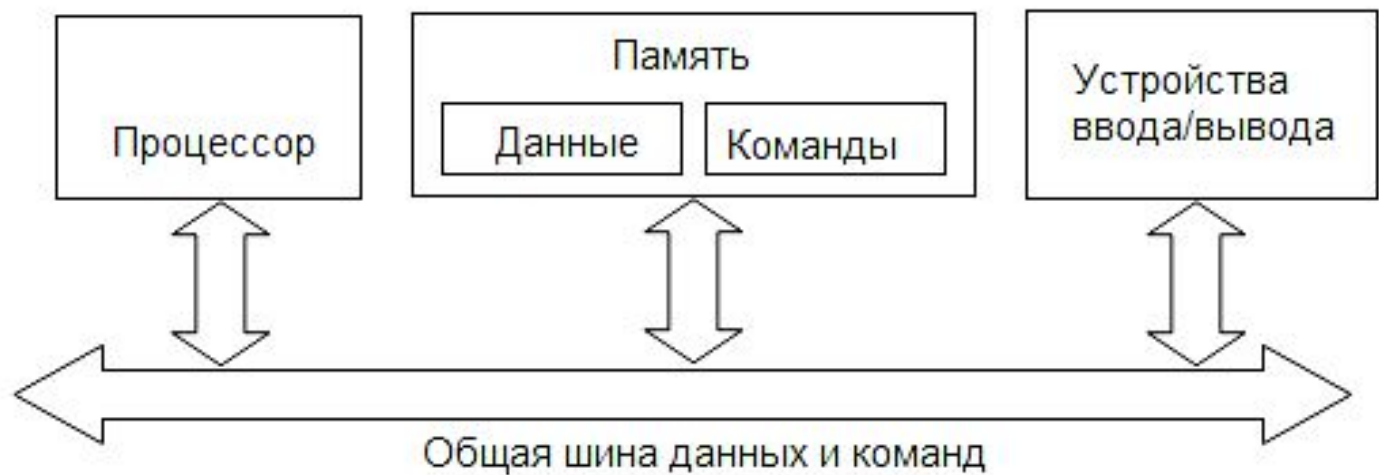 Процессор
Память
Данные
Команды
Устройства
ввода/вывода
Общая шина данных и команд